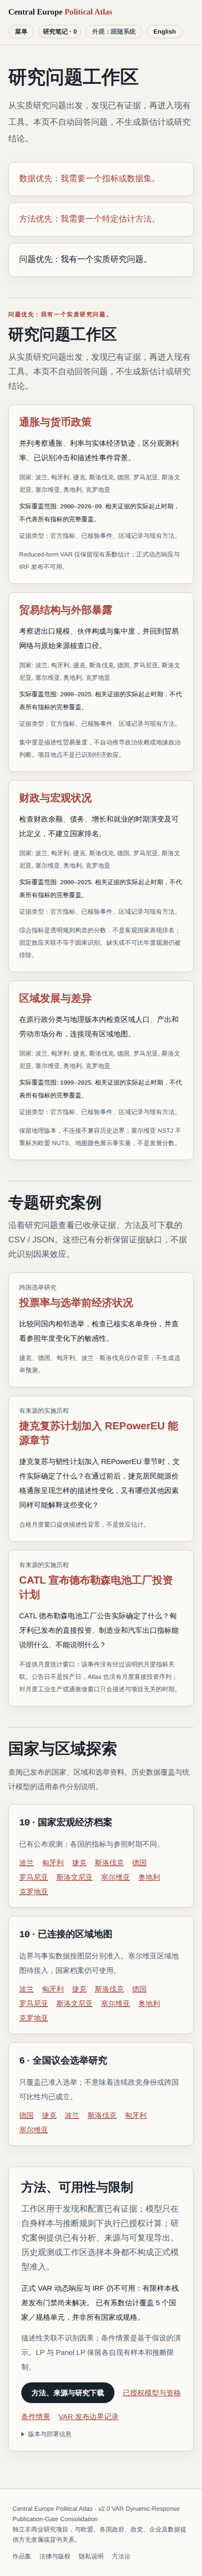 Central Europe Political Atlas
菜单
研究笔记 · 0
外观：跟随系统
English
研究问题工作区
从实质研究问题出发，发现已有证据，再进入现有工具。本页不自动回答问题，不生成新估计或研究结论。
数据优先：我需要一个指标或数据集。
方法优先：我需要一个特定估计方法。
问题优先：我有一个实质研究问题。
问题优先：我有一个实质研究问题。
研究问题工作区
从实质研究问题出发，发现已有证据，再进入现有工具。本页不自动回答问题，不生成新估计或研究结论。
通胀与货币政策
并列考察通胀、利率与实体经济轨迹，区分观测利率、已识别冲击和描述性事件背景。
国家: 波兰, 匈牙利, 捷克, 斯洛伐克, 德国, 罗马尼亚, 斯洛文尼亚, 塞尔维亚, 奥地利, 克罗地亚
实际覆盖范围: 2000–2026-09. 相关证据的实际起止时期，不代表所有指标的完整覆盖。
证据类型：官方指标、已核验事件、区域记录与现有方法。
Reduced-form VAR 仅保留现有系数估计；正式动响应与 IRF 发布不可用。
贸易结构与外部暴露
考察进出口规模、伙伴构成与集中度，并回到贸易网络与原始来源核查口径。
国家: 波兰, 匈牙利, 捷克, 斯洛伐克, 德国, 罗马尼亚, 斯洛文尼亚, 塞尔维亚, 奥地利, 克罗地亚
实际覆盖范围: 2000–2025. 相关证据的实际起止时期，不代表所有指标的完整覆盖。
证据类型：官方指标、已核验事件、区域记录与现有方法。
集中度是描述性贸易量度，不自动推导政治依赖或地缘政治判断。项目地点不是已识别经济效应。
财政与宏观状况
检查财政余额、债务、增长和就业的时期演变及可比定义，不建立国家排名。
国家: 波兰, 匈牙利, 捷克, 斯洛伐克, 德国, 罗马尼亚, 斯洛文尼亚, 塞尔维亚, 奥地利, 克罗地亚
实际覆盖范围: 2000–2025. 相关证据的实际起止时期，不代表所有指标的完整覆盖。
证据类型：官方指标、已核验事件、区域记录与现有方法。
综合指标是透明规则构造的分数，不是客观国家表现排名；固定效应关联不等于因果识别。缺失或不可比年度观测仍被排除。
区域发展与差异
在原行政分类与地理版本内检查区域人口、产出和劳动市场分布，连接现有区域地图。
国家: 波兰, 匈牙利, 捷克, 斯洛伐克, 德国, 罗马尼亚, 斯洛文尼亚, 塞尔维亚, 奥地利, 克罗地亚
实际覆盖范围: 1999–2025. 相关证据的实际起止时期，不代表所有指标的完整覆盖。
证据类型：官方指标、已核验事件、区域记录与现有方法。
保留地理版本，不连接不兼容历史边界；塞尔维亚 NSTJ 不重标为欧盟 NUTS。地图颜色展示事实量，不是发展分数。
专题研究案例
沿着研究问题查看已收录证据、方法及可下载的 CSV / JSON。这些已有分析保留证据缺口，不据此识别因果效应。
跨国选举研究
投票率与选举前经济状况
比较同国内相邻选举，检查已核实名单身份，并查看参照年度变化下的敏感性。
捷克、德国、匈牙利、波兰 · 斯洛伐克仅作背景；不生成选举预测。
有来源的实施历程
捷克复苏计划加入 REPowerEU 能源章节
捷克复苏与韧性计划加入 REPowerEU 章节时，文件实际确定了什么？在通过前后，捷克居民能源价格通胀呈现怎样的描述性变化，又有哪些其他因素同样可能解释这些变化？
合格月度窗口提供描述性背景，不是效应估计。
有来源的实施历程
CATL 宣布德布勒森电池工厂投资计划
CATL 德布勒森电池工厂公告实际确定了什么？匈牙利已发布的直接投资、制造业和汽车出口指标能说明什么、不能说明什么？
不提供月度统计窗口：该事件没有经过说明的月度指标关联。公告日不是投产日，Atlas 也没有月度直接投资序列；对月度工业生产或通胀做窗口只会描述与项目无关的时期。
国家与区域探索
查阅已发布的国家、区域和选举资料。历史数据覆盖与统计模型的适用条件分别说明。
10 · 国家宏观经济档案
已有公布观测；各国的指标与参照时期不同。
波兰 匈牙利 捷克 斯洛伐克 德国
罗马尼亚 斯洛文尼亚 塞尔维亚 奥地利
克罗地亚
10 · 已连接的区域地图
边界与事实数据按图层分别准入。塞尔维亚区域地图待接入，国家档案仍可使用。
波兰 匈牙利 捷克 斯洛伐克 德国
罗马尼亚 斯洛文尼亚 塞尔维亚 奥地利
克罗地亚
6 · 全国议会选举研究
只覆盖已准入选举；不意味着连续政党身份或跨国可比性均已成立。
德国 捷克 波兰 斯洛伐克 匈牙利
塞尔维亚
方法、可用性与限制
工作区用于发现和配置已有证据；模型只在自身样本与推断规则下执行已授权计算；研究案例提供已有分析、来源与可复现导出。历史观测或工作区选择本身都不构成正式模型准入。
正式 VAR 动态响应与 IRF 仍不可用：有限样本残差发布门禁尚未解决。 已有系数估计覆盖 5 个国家／规格单元，并非所有国家或规格。
描述性关联不识别因果；条件情景是基于假设的演示。LP 与 Panel LP 保留各自现有样本和推断限制。
方法、来源与研究下载
已授权模型与资格
条件情景 VAR 发布边界记录
▸ 版本与部署信息
Central Europe Political Atlas · v2.0 VAR Dynamic-Response Publication-Gate Consolidation
独立非商业研究项目，与欧盟、各国政府、政党、企业及数据提供方无隶属或背书关系。
作品集 法律与版权 隐私说明 方法论